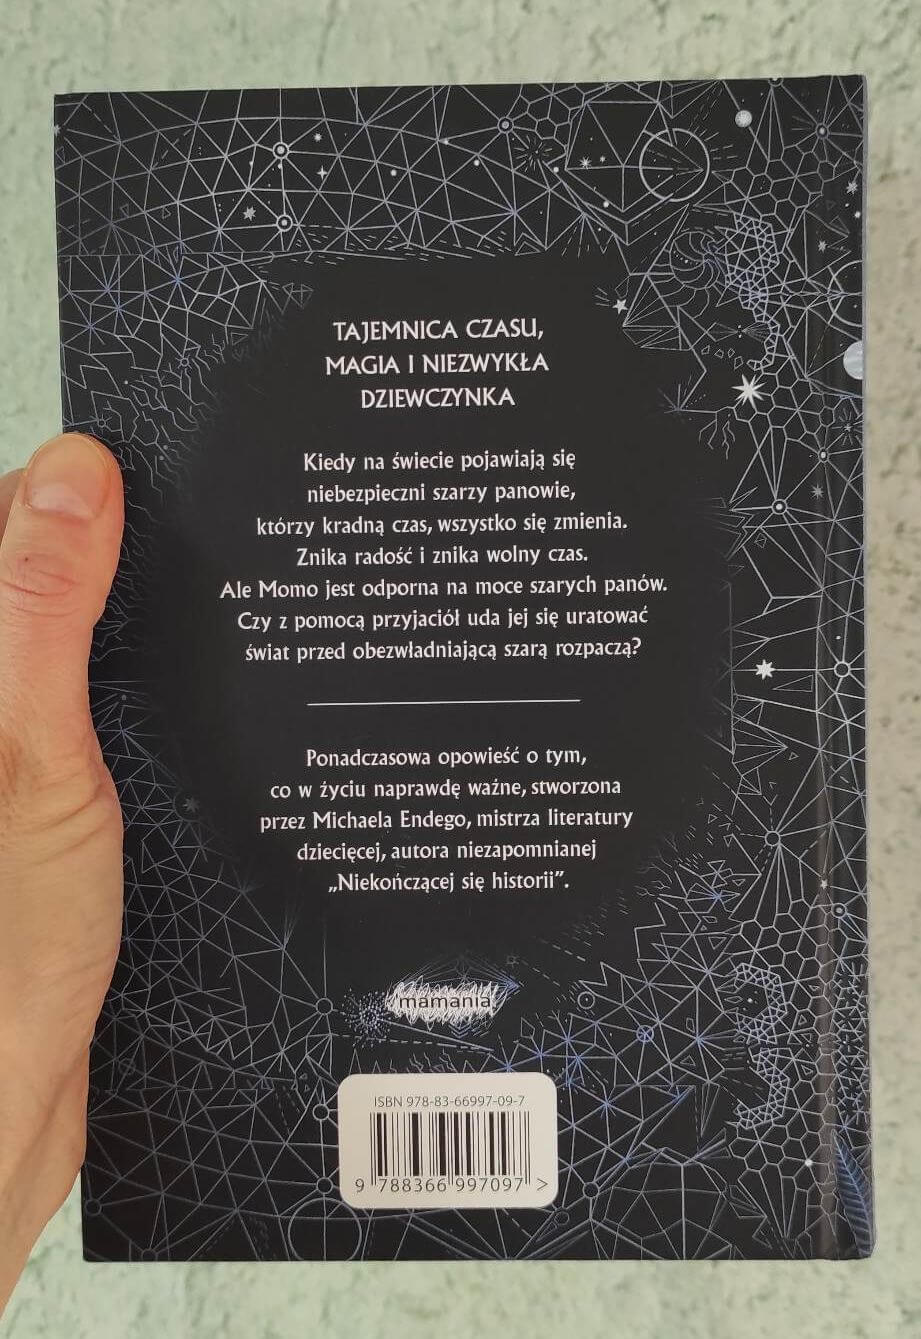 TAJEMNICA CZASU,
MAGIA I NIEZWYKŁA
DZIEWCZYNKA
Kiedy na świecie pojawiają się
niebezpieczni szarzy panowie,
którzy kradną czas, wszystko się zmienia.
Znika radość i znika wolny czas.
Ale Momo jest odporna na moce szarych panów.
Czy z pomocą przyjaciół uda jej się uratować
świat przed obezwładniającą szarą rozpaczą?
Ponadczasowa opowieść o tym,
co w życiu naprawdę ważne, stworzona
przez Michaela Endego, mistrza literatury
dziecięcej, autora niezapomnianej
„Niekończącej się historii”.
mamania
ISBN 978-83-66997-09-7
9 788366 997097 >